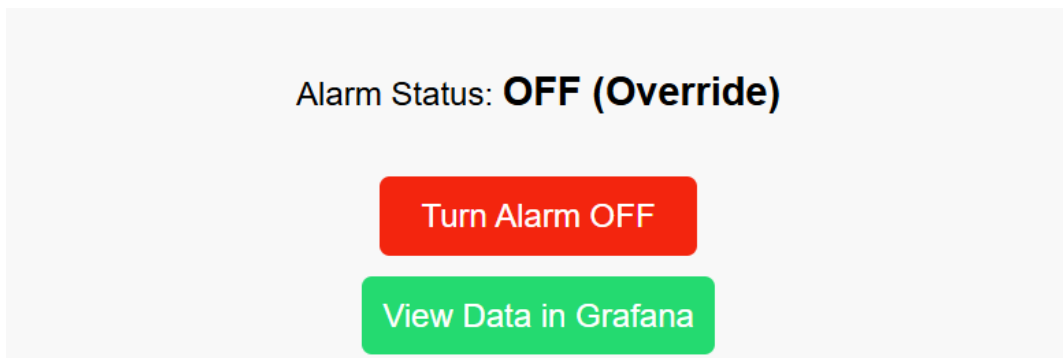 Alarm Status: OFF (Override)
Turn Alarm OFF
View Data in Grafana